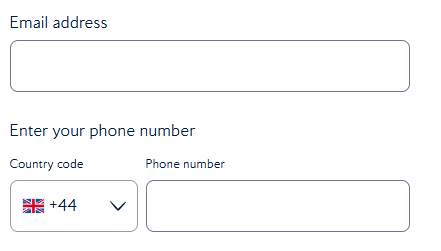 Email address
Enter your phone number
Country code Phone number
+44